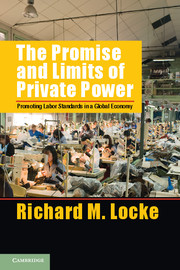 The Promise
and Limits of
Private Power
Promoting Labor Standards in a Global Economy
CAMBRIDGE
Richard M. Locke